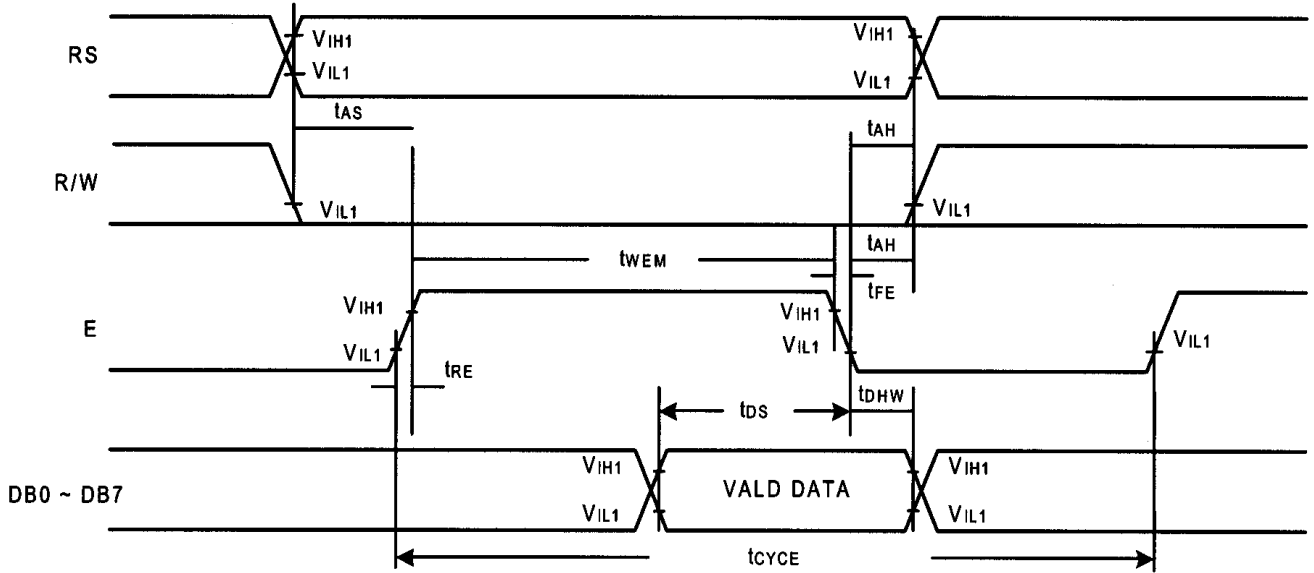 RS
VIH1
VIL1
VIH1
VIL1
tAS
tAH
R/W
VIL1
VIL1
tWEM
tAH
tFE
E
VIH1
VIL1
VIH1
VIL1
VIL1
tRE
tDS
tDHW
DB0 ~ DB7
VIH1
VIL1
VALD DATA
VIH1
VIL1
tCYCE